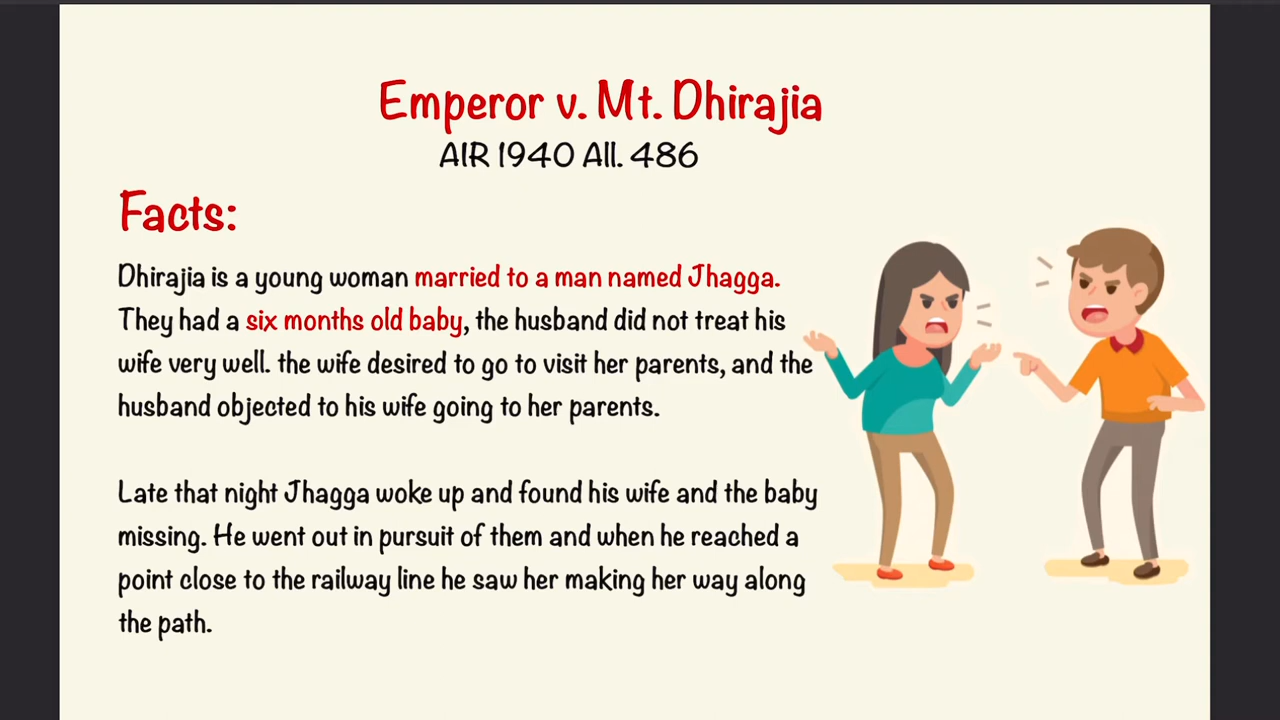 Emperor v. Mt. Dhirajia
AIR 1940 All. 486
Facts:
Dhirajia is a young woman married to a man named Jhagga.
They had a six months old baby, the husband did not treat his
wife very well. the wife desired to go to visit her parents, and the
husband objected to his wife going to her parents.
Late that night Jhagga woke up and found his wife and the baby
missing. He went out in pursuit of them and when he reached a
point close to the railway line he saw her making her way along
the path.